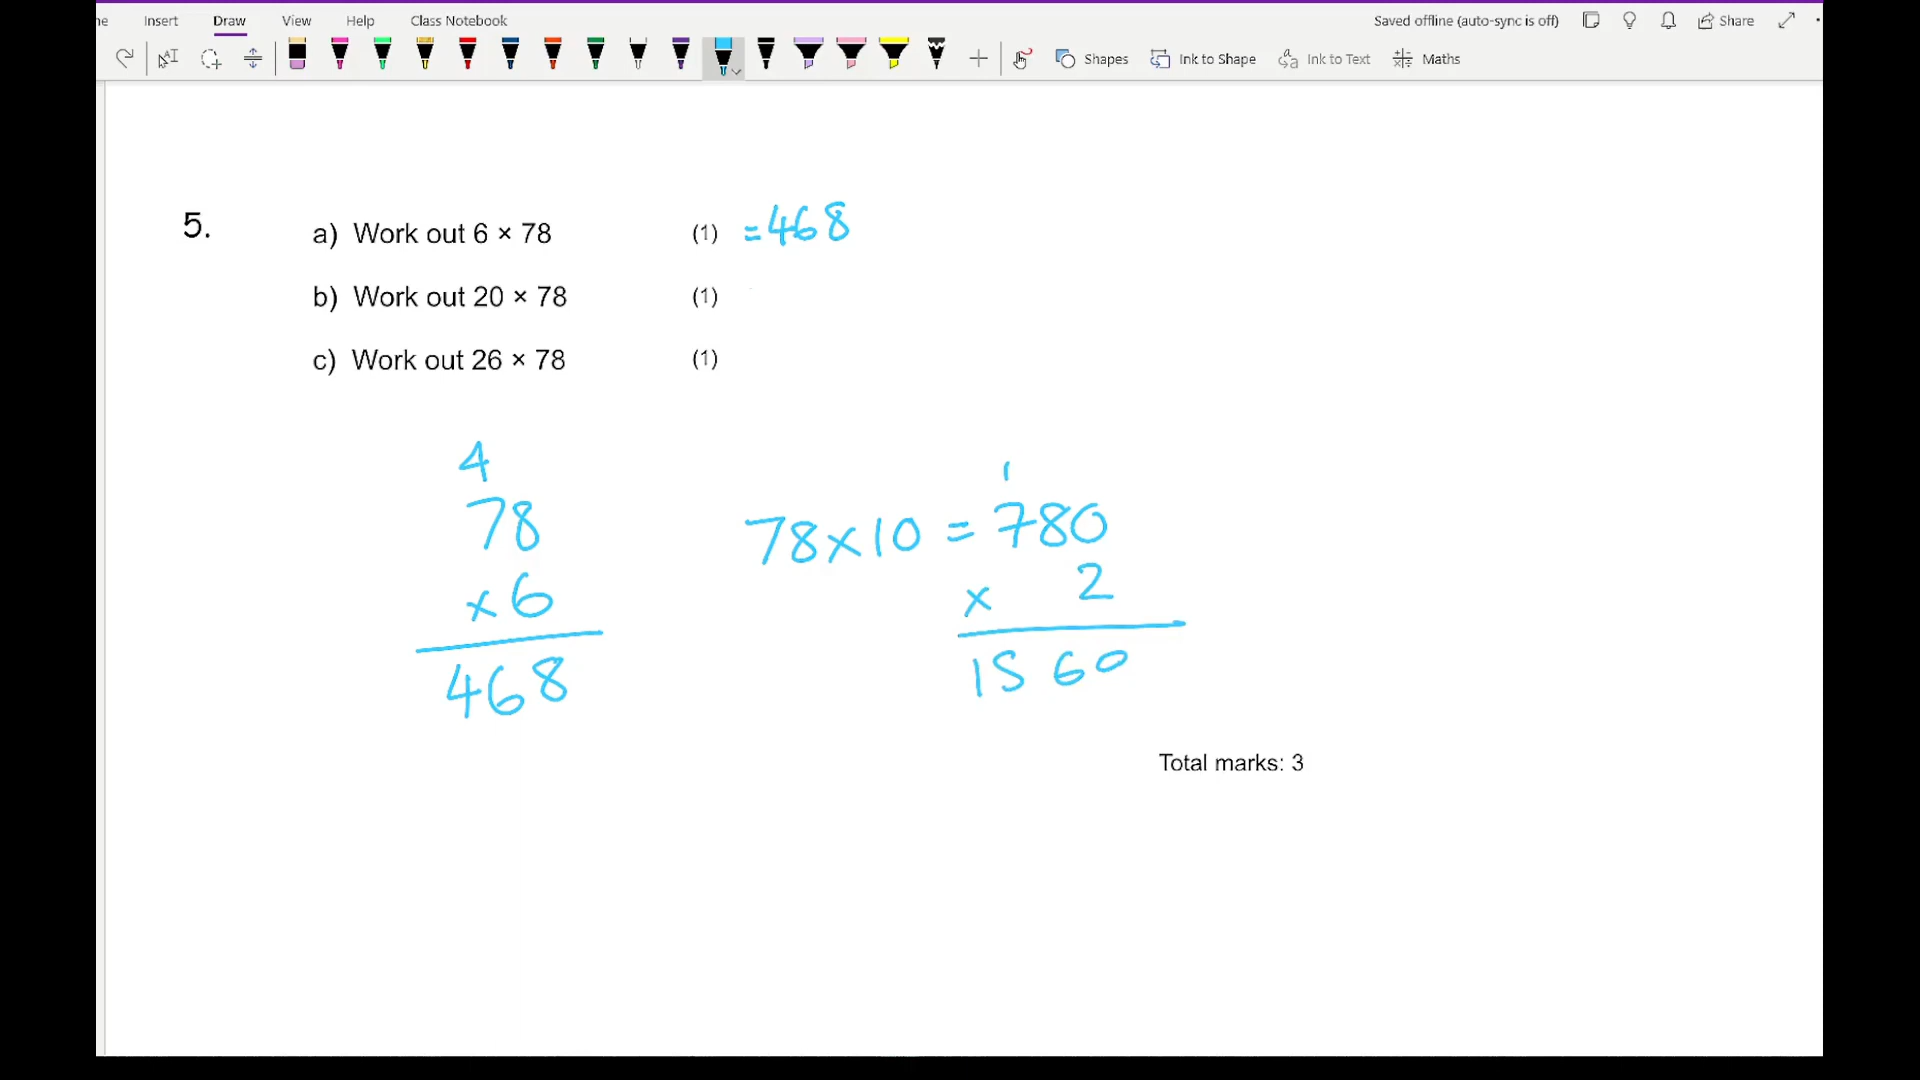 Insert Draw View Help Class Notebook Saved offline (auto-sync is off) Share
Shapes Ink to Shape Ink to Text Maths
5. a) Work out 6 × 78 (1) =468
b) Work out 20 × 78 (1)
c) Work out 26 × 78 (1)
4
78
×6
468
1
78×10 = 780
× 2
1560
Total marks: 3